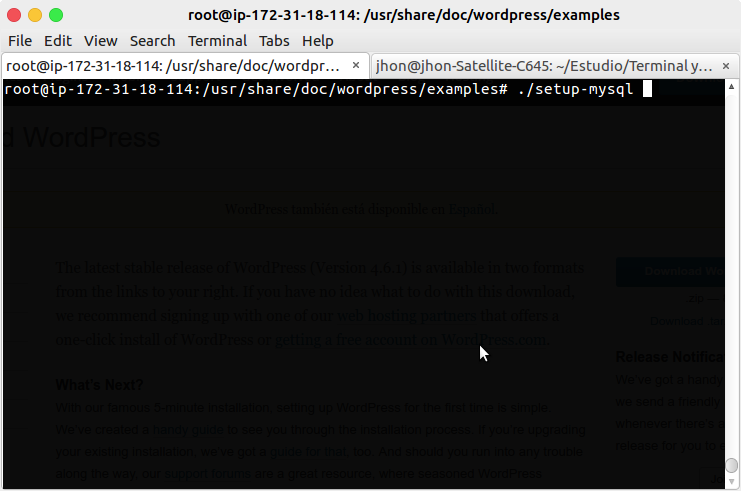 root@ip-172-31-18-114: /usr/share/doc/wordpress/examples
File Edit View Search Terminal Tabs Help
root@ip-172-31-18-114: /usr/share/doc/wordpr... × jhon@jhon-Satellite-C645: ~/Estudio/Terminal y... ×
root@ip-172-31-18-114:/usr/share/doc/wordpress/examples# ./setup-mysql
d WordPress
WordPress también está disponible en Español.
The latest stable release of WordPress (Version 4.6.1) is available in two formats
from the links to your right. If you have no idea what to do with this download,
we recommend signing up with one of our web hosting partners that offers a
one-click install of WordPress or getting a free account on WordPress.com.
What's Next?
With our famous 5-minute installation, setting up WordPress for the first time is simple.
We've created a handy guide to see you through the installation process. If you're upgrading
your existing installation, we've got a guide for that, too. And should you run into any trouble
along the way, our support forums are a great resource, where seasoned WordPress
Download Wo
.zip —
Download .tar
Release Notifica
We've got a handy
we send a friendly
whenever there's
release for you to e